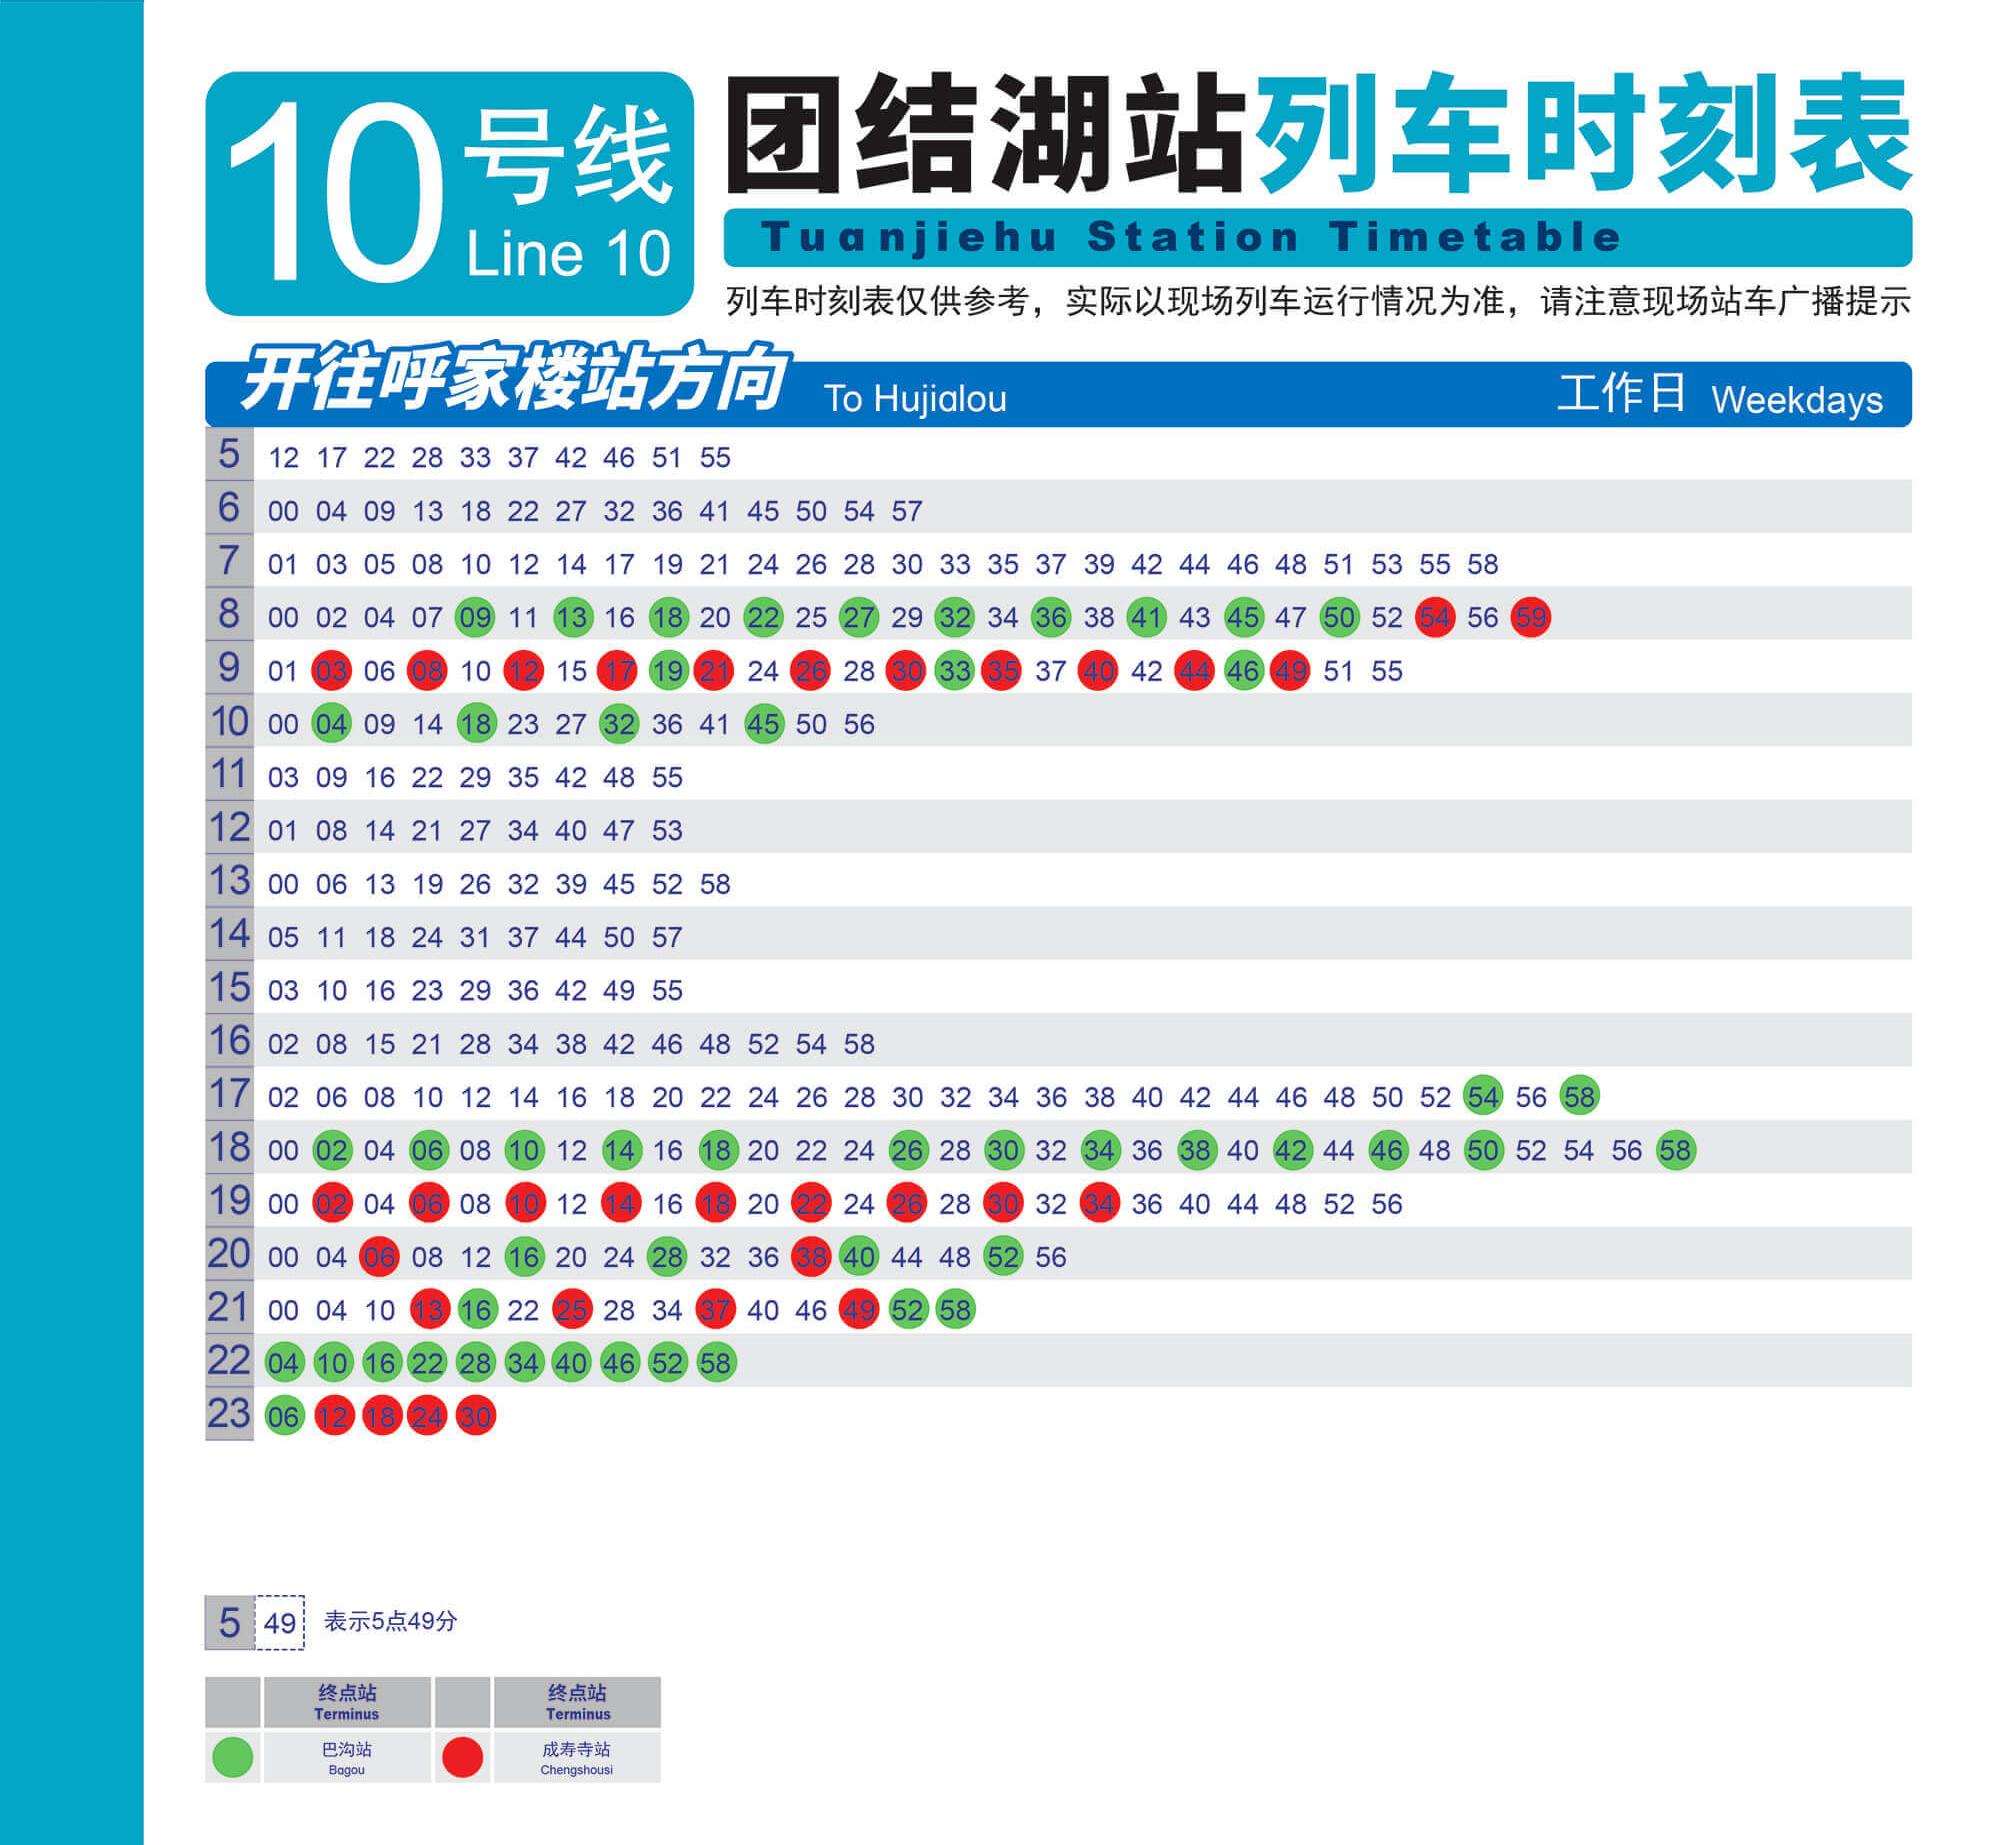 10号线
Line 10
团结湖站列车时刻表
Tuanjiehu Station Timetable
列车时刻表仅供参考，实际以现场列车运行情况为准，请注意现场站车广播提示
开往呼家楼站方向 To Hujialou 工作日 Weekdays
5 12 17 22 28 33 37 42 46 51 55
6 00 04 09 13 18 22 27 32 36 41 45 50 54 57
7 01 03 05 08 10 12 14 17 19 21 24 26 28 30 33 35 37 39 42 44 46 48 51 53 55 58
8 00 02 04 07 09 11 13 16 18 20 22 25 27 29 32 34 36 38 41 43 45 47 50 52 54 56 59
9 01 03 06 08 10 12 15 17 19 21 24 26 28 30 33 35 37 40 42 44 46 49 51 55
10 00 04 09 14 18 23 27 32 36 41 45 50 56
11 03 09 16 22 29 35 42 48 55
12 01 08 14 21 27 34 40 47 53
13 00 06 13 19 26 32 39 45 52 58
14 05 11 18 24 31 37 44 50 57
15 03 10 16 23 29 36 42 49 55
16 02 08 15 21 28 34 38 42 46 48 52 54 58
17 02 06 08 10 12 14 16 18 20 22 24 26 28 30 32 34 36 38 40 42 44 46 48 50 52 54 56 58
18 00 02 04 06 08 10 12 14 16 18 20 22 24 26 28 30 32 34 36 38 40 42 44 46 48 50 52 54 56 58
19 00 02 04 06 08 10 12 14 16 18 20 22 24 26 28 30 32 34 36 40 44 48 52 56
20 00 04 06 08 12 16 20 24 28 32 36 38 40 44 48 52 56
21 00 04 10 13 16 22 25 28 34 37 40 46 49 52 58
22 04 10 16 22 28 34 40 46 52 58
23 06 12 18 24 30
5 49 表示5点49分
终点站 终点站
Terminus Terminus
巴沟站 成寿寺站
Bagou Chengshousi